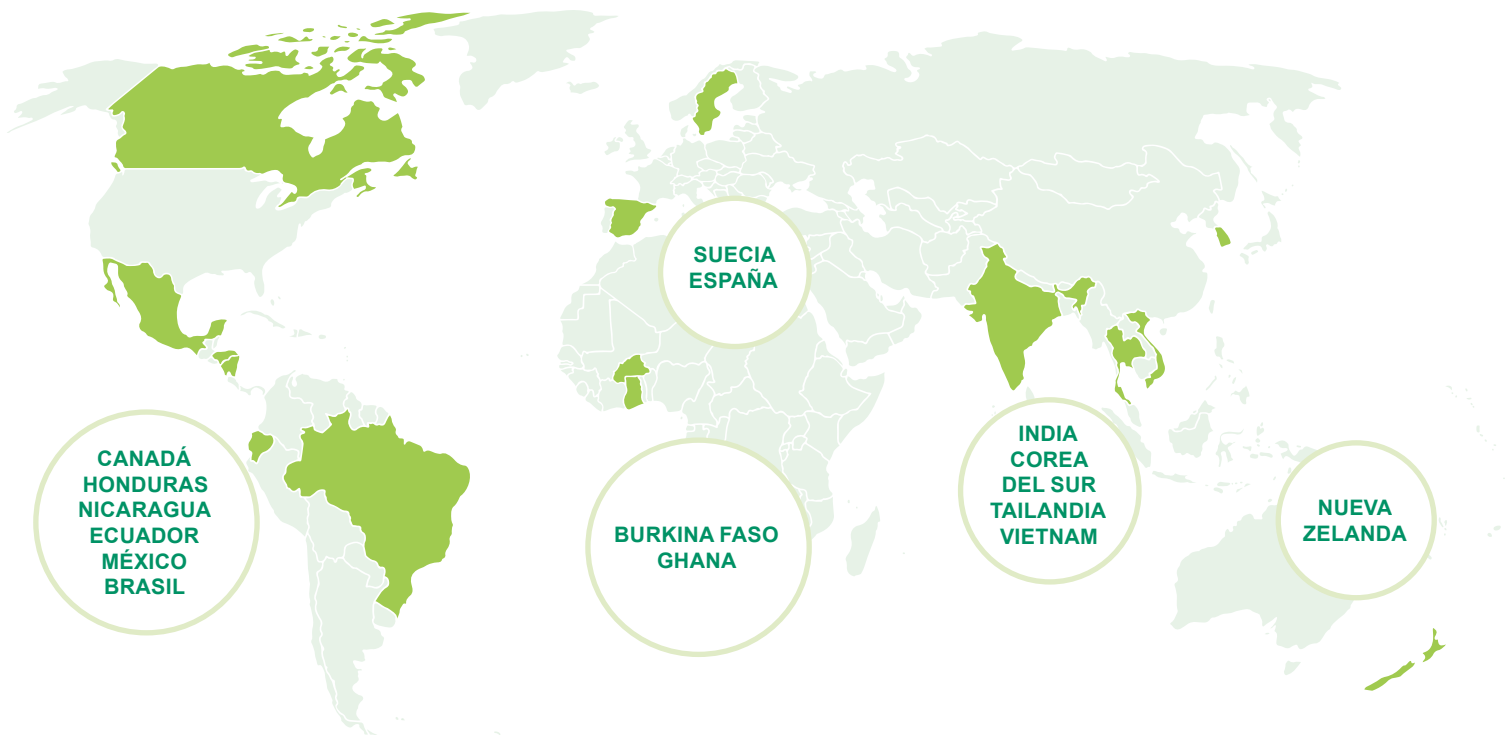 SUECIA
ESPAÑA
CANADÁ
HONDURAS
NICARAGUA
ECUADOR
MÉXICO
BRASIL
BURKINA FASO
GHANA
INDIA
COREA
DEL SUR
TAILANDIA
VIETNAM
NUEVA
ZELANDA